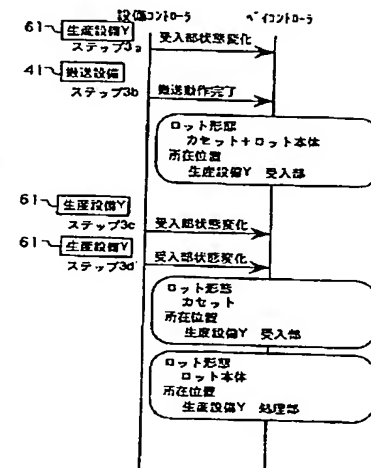 設備コントローラ ベイコントローラ
61 生産設備Y 受入部状態変化
ステップ3a
41 搬送設備 搬送動作完了
ステップ3b
ロット形態
カセット+ロット本体
所在位置
生産設備Y 受入部
61 生産設備Y 受入部状態変化
ステップ3c
61 生産設備Y 受入部状態変化
ステップ3d
ロット形態
カセット
所在位置
生産設備Y 受入部
ロット形態
ロット本体
所在位置
生産設備Y 処理部